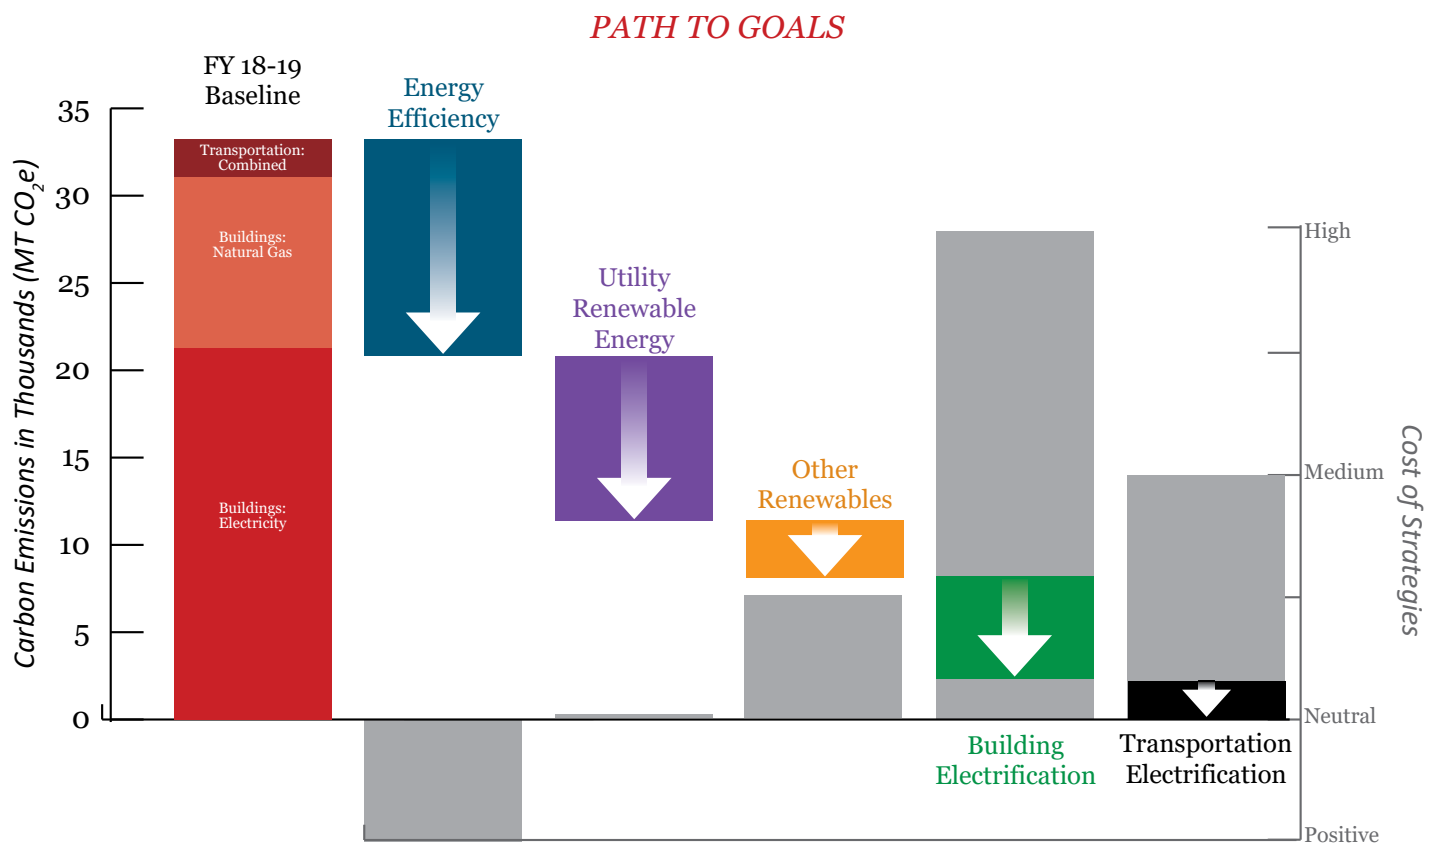 PATH TO GOALS
FY 18-19
Baseline
Energy
Efficiency
Utility
Renewable
Energy
Other
Renewables
Building
Electrification
Transportation
Electrification
Transportation:
Combined
Buildings:
Natural Gas
Buildings:
Electricity
Carbon Emissions in Thousands (MT CO₂e)
35
30
25
20
15
10
5
0
High
Medium
Neutral
Positive
Cost of Strategies